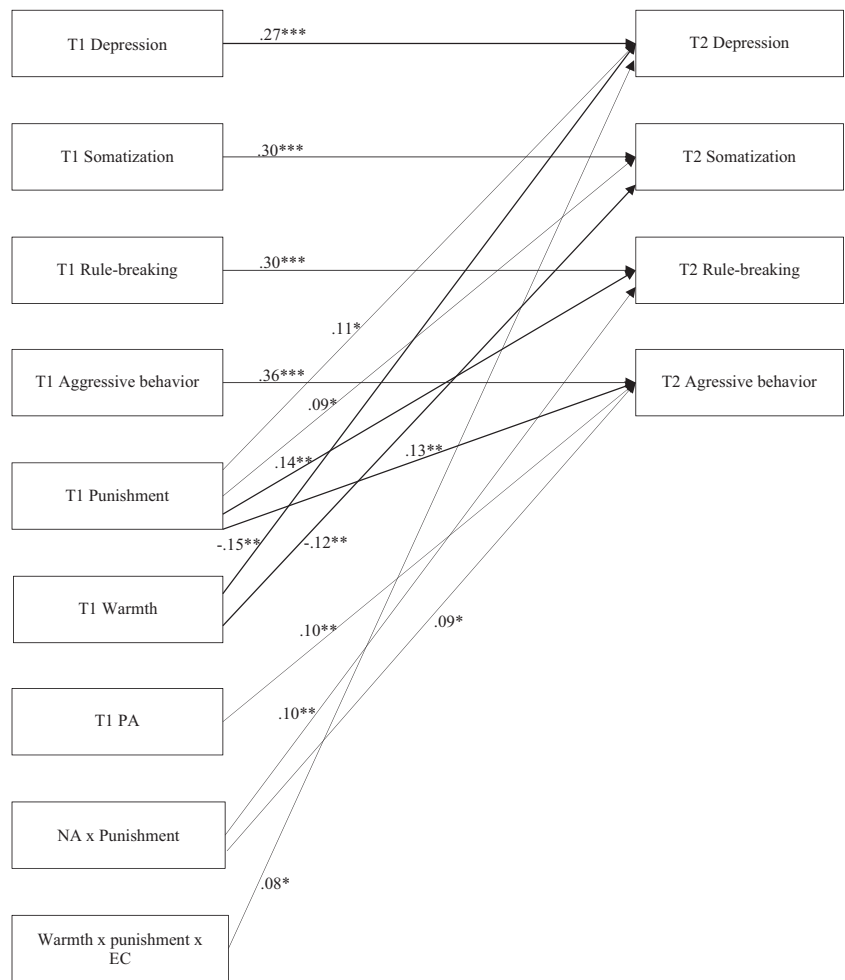 T1 Depression
.27***
T2 Depression
T1 Somatization
.30***
T2 Somatization
T1 Rule-breaking
.30***
T2 Rule-breaking
.11*
T1 Aggressive behavior
.36***
T2 Agressive behavior
.09*
T1 Punishment
.14**
.13**
-.15**
-.12**
T1 Warmth
.10**
.09*
T1 PA
.10**
NA x Punishment
.08*
Warmth x punishment x
EC